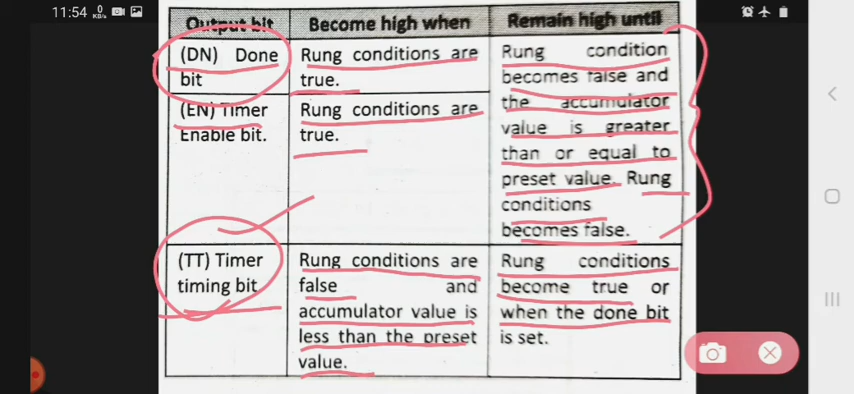 11:54 0 KB/s
Output bit
Become high when
Remain high until
(DN) Done
bit
Rung conditions are
true.
Rung condition
becomes false and
the accumulator
value is greater
than or equal to
preset value. Rung
conditions
becomes false.
(EN) Timer
Enable bit.
Rung conditions are
true.
(TT) Timer
timing bit
Rung conditions are
false and
accumulator value is
less than the preset
value.
Rung conditions
become true or
when the done bit
is set.